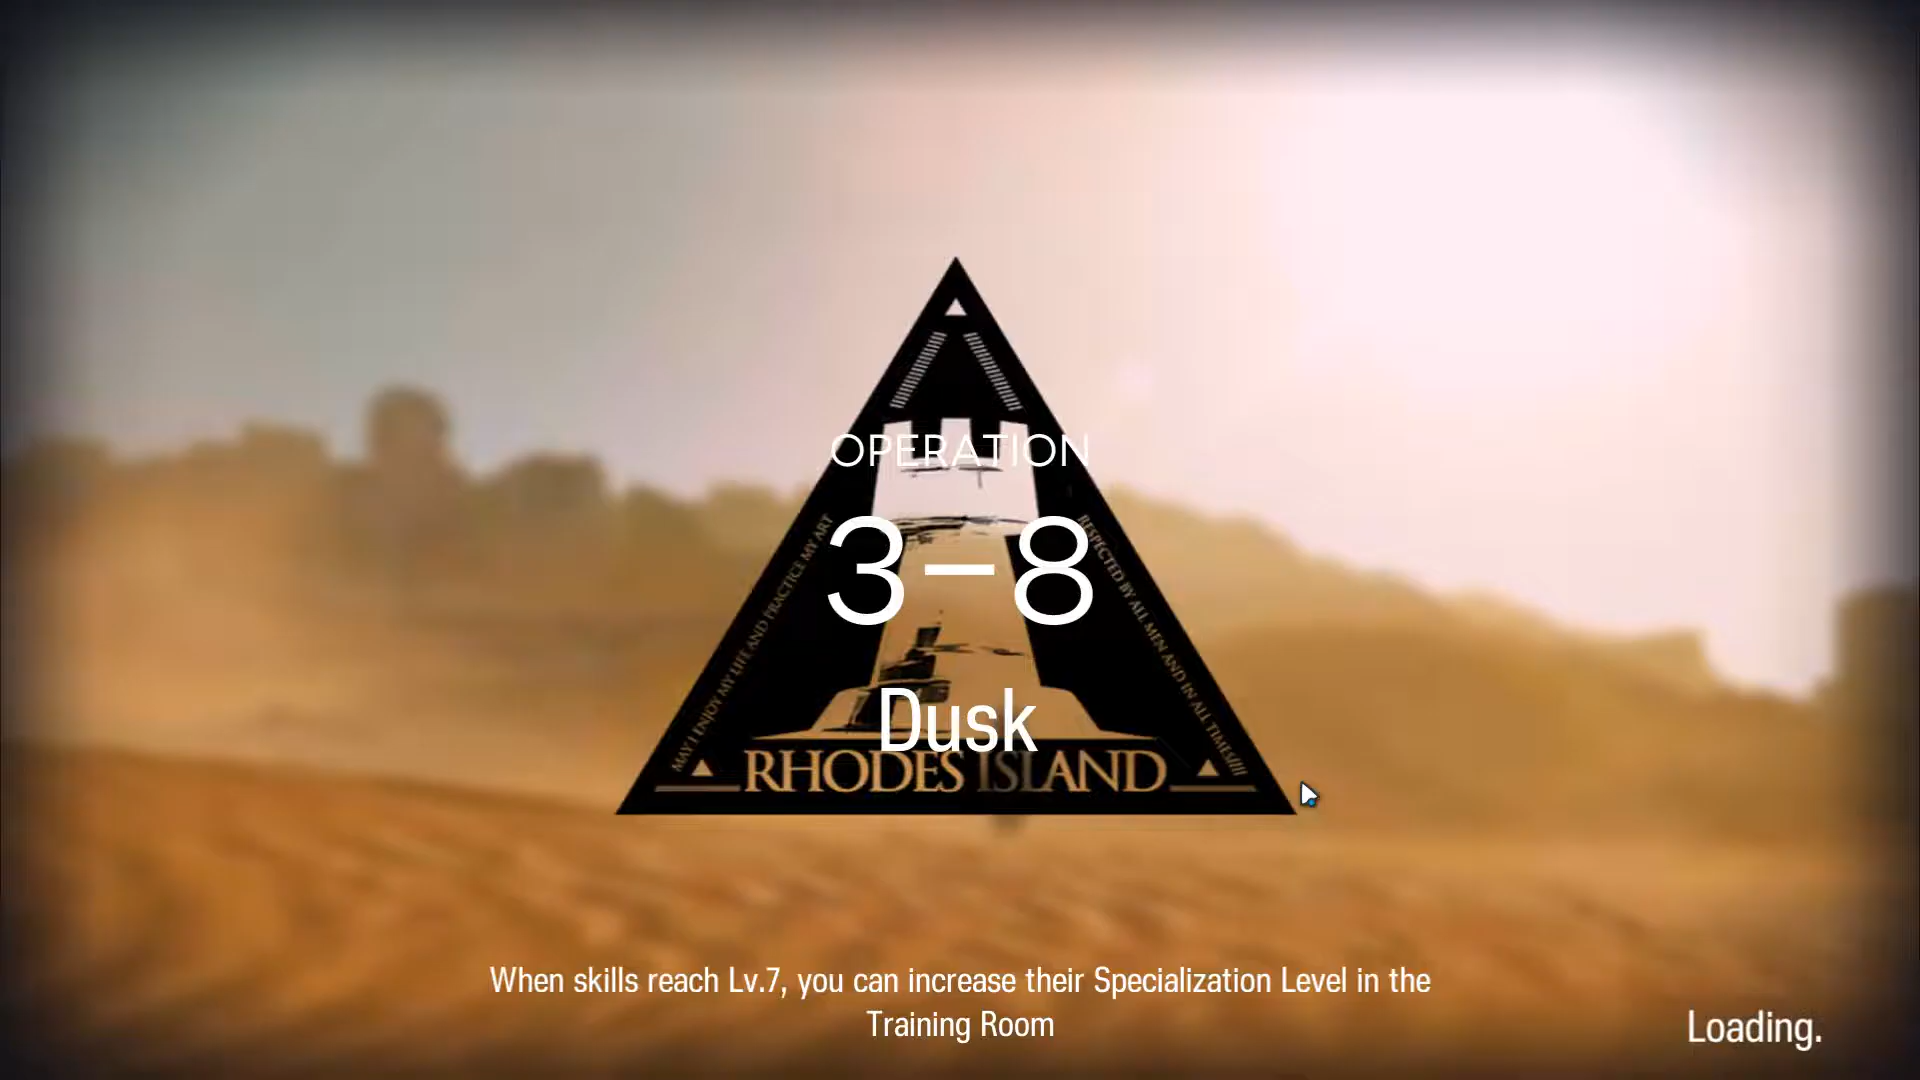 OPERATION
3-8
Dusk
MAY I ENJOY MY LIFE AND PRACTICE MY ART
RESPECTED BY ALL MEN AND IN ALL TIMES!!!!
RHODES ISLAND
When skills reach Lv.7, you can increase their Specialization Level in the
Training Room
Loading.